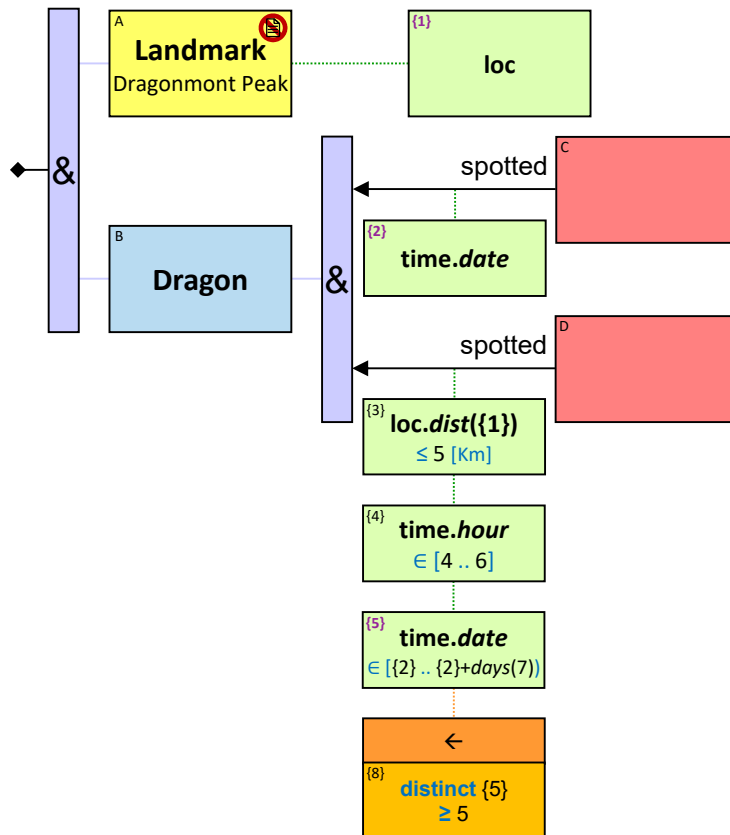 A
Landmark
Dragonmont Peak
{1}
loc
&
C
spotted
{2}
time.date
B
Dragon
&
D
spotted
{3}
loc.dist({1})
≤ 5 [Km]
{4}
time.hour
∈ [4 .. 6]
{5}
time.date
∈ [{2} .. {2}+days(7))
←
{8}
distinct {5}
≥ 5